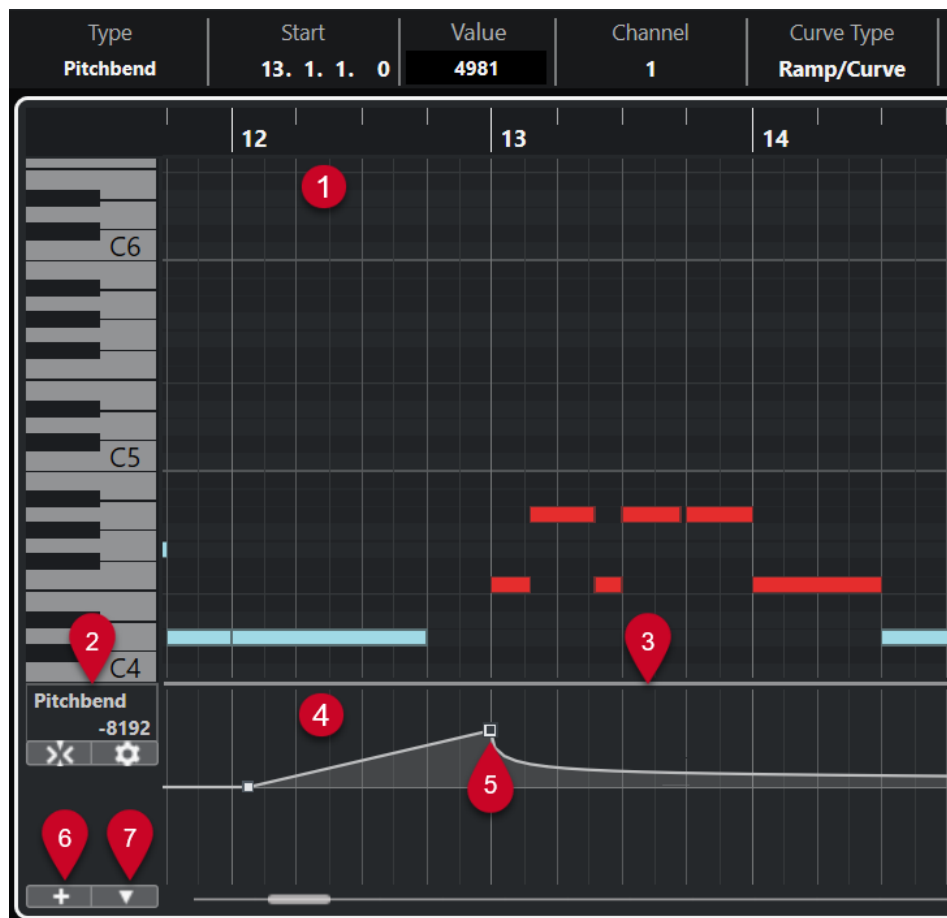 Type Start Value Channel Curve Type
Pitchbend 13. 1. 1. 0 4981 1 Ramp/Curve
12 13 14
1
C6
C5
2 3
C4
Pitchbend
-8192
4
5
6 7